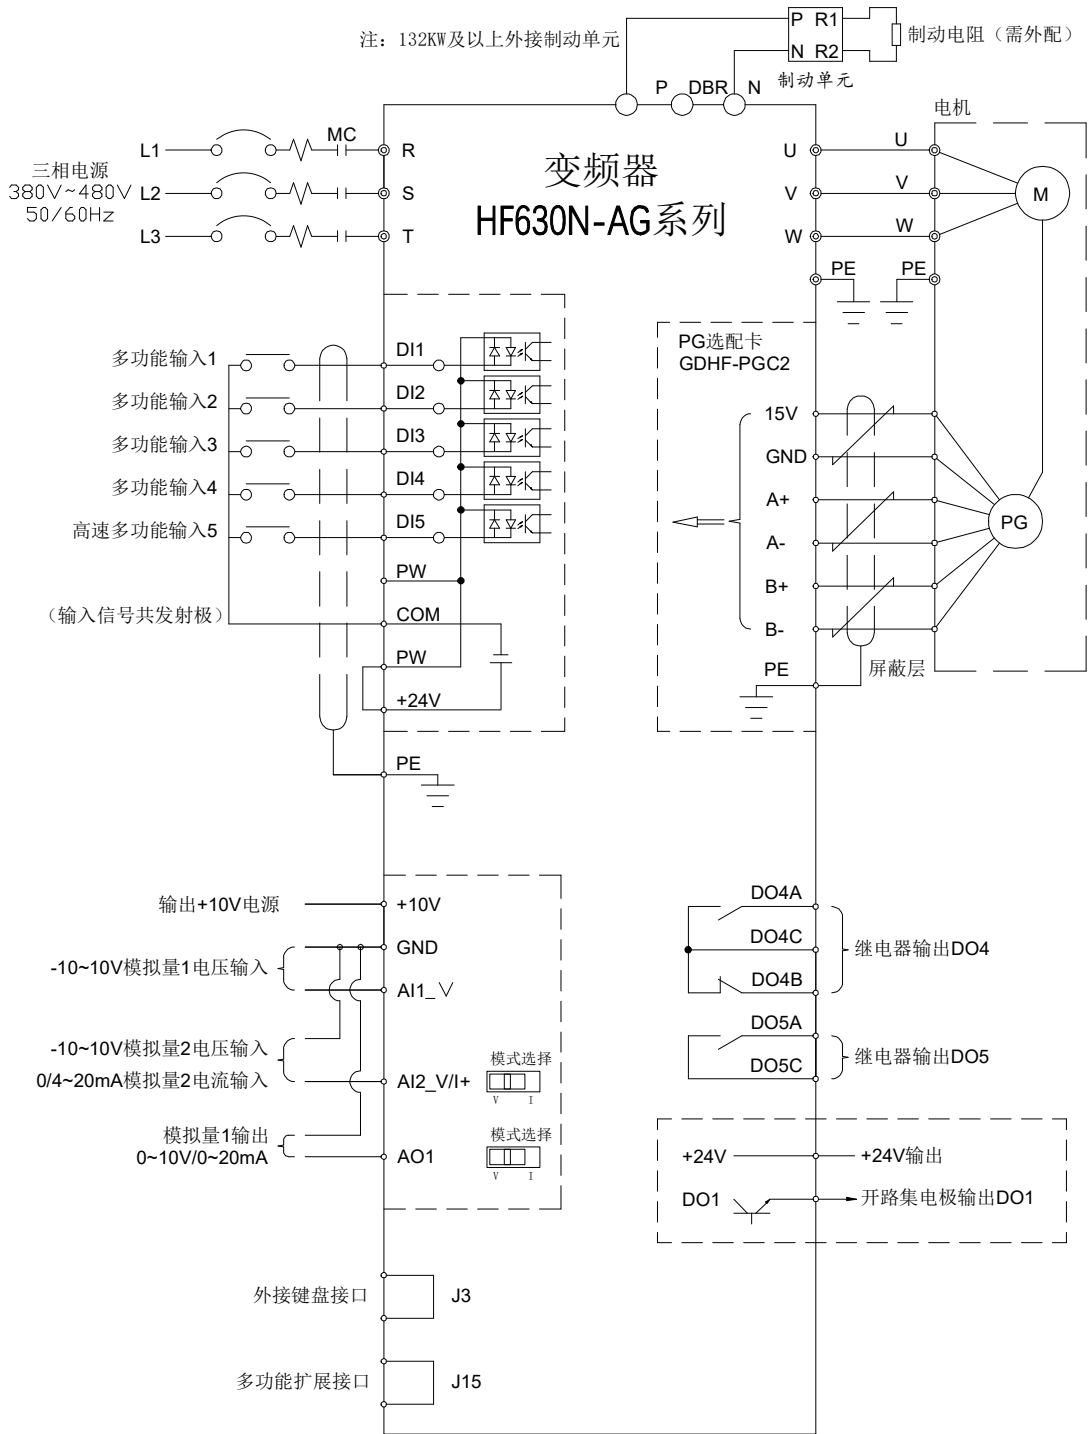 注：132KW及以上外接制动单元
P R1
N R2
制动电阻（需外配）
制动单元
P DBR N
电机
三相电源
380V~480V
50/60Hz
L1
L2
L3
MC
R
S
T
变频器
HF630N-AG系列
U
V
W
U
V
W
M
PE
PE
多功能输入1
DI1
多功能输入2
DI2
多功能输入3
DI3
多功能输入4
DI4
高速多功能输入5
DI5
PW
（输入信号共发射极）
COM
PW
+24V
PE
PG选配卡
GDHF-PGC2
15V
GND
A+
A-
B+
B-
PE
PG
屏蔽层
输出+10V电源
+10V
GND
-10~10V模拟量1电压输入
AI1_V
-10~10V模拟量2电压输入
0/4~20mA模拟量2电流输入
AI2_V/I+
模式选择
V I
模拟量1输出
0~10V/0~20mA
AO1
模式选择
V I
DO4A
DO4C
DO4B
继电器输出DO4
DO5A
DO5C
继电器输出DO5
+24V
+24V输出
DO1
开路集电极输出DO1
外接键盘接口
J3
多功能扩展接口
J15